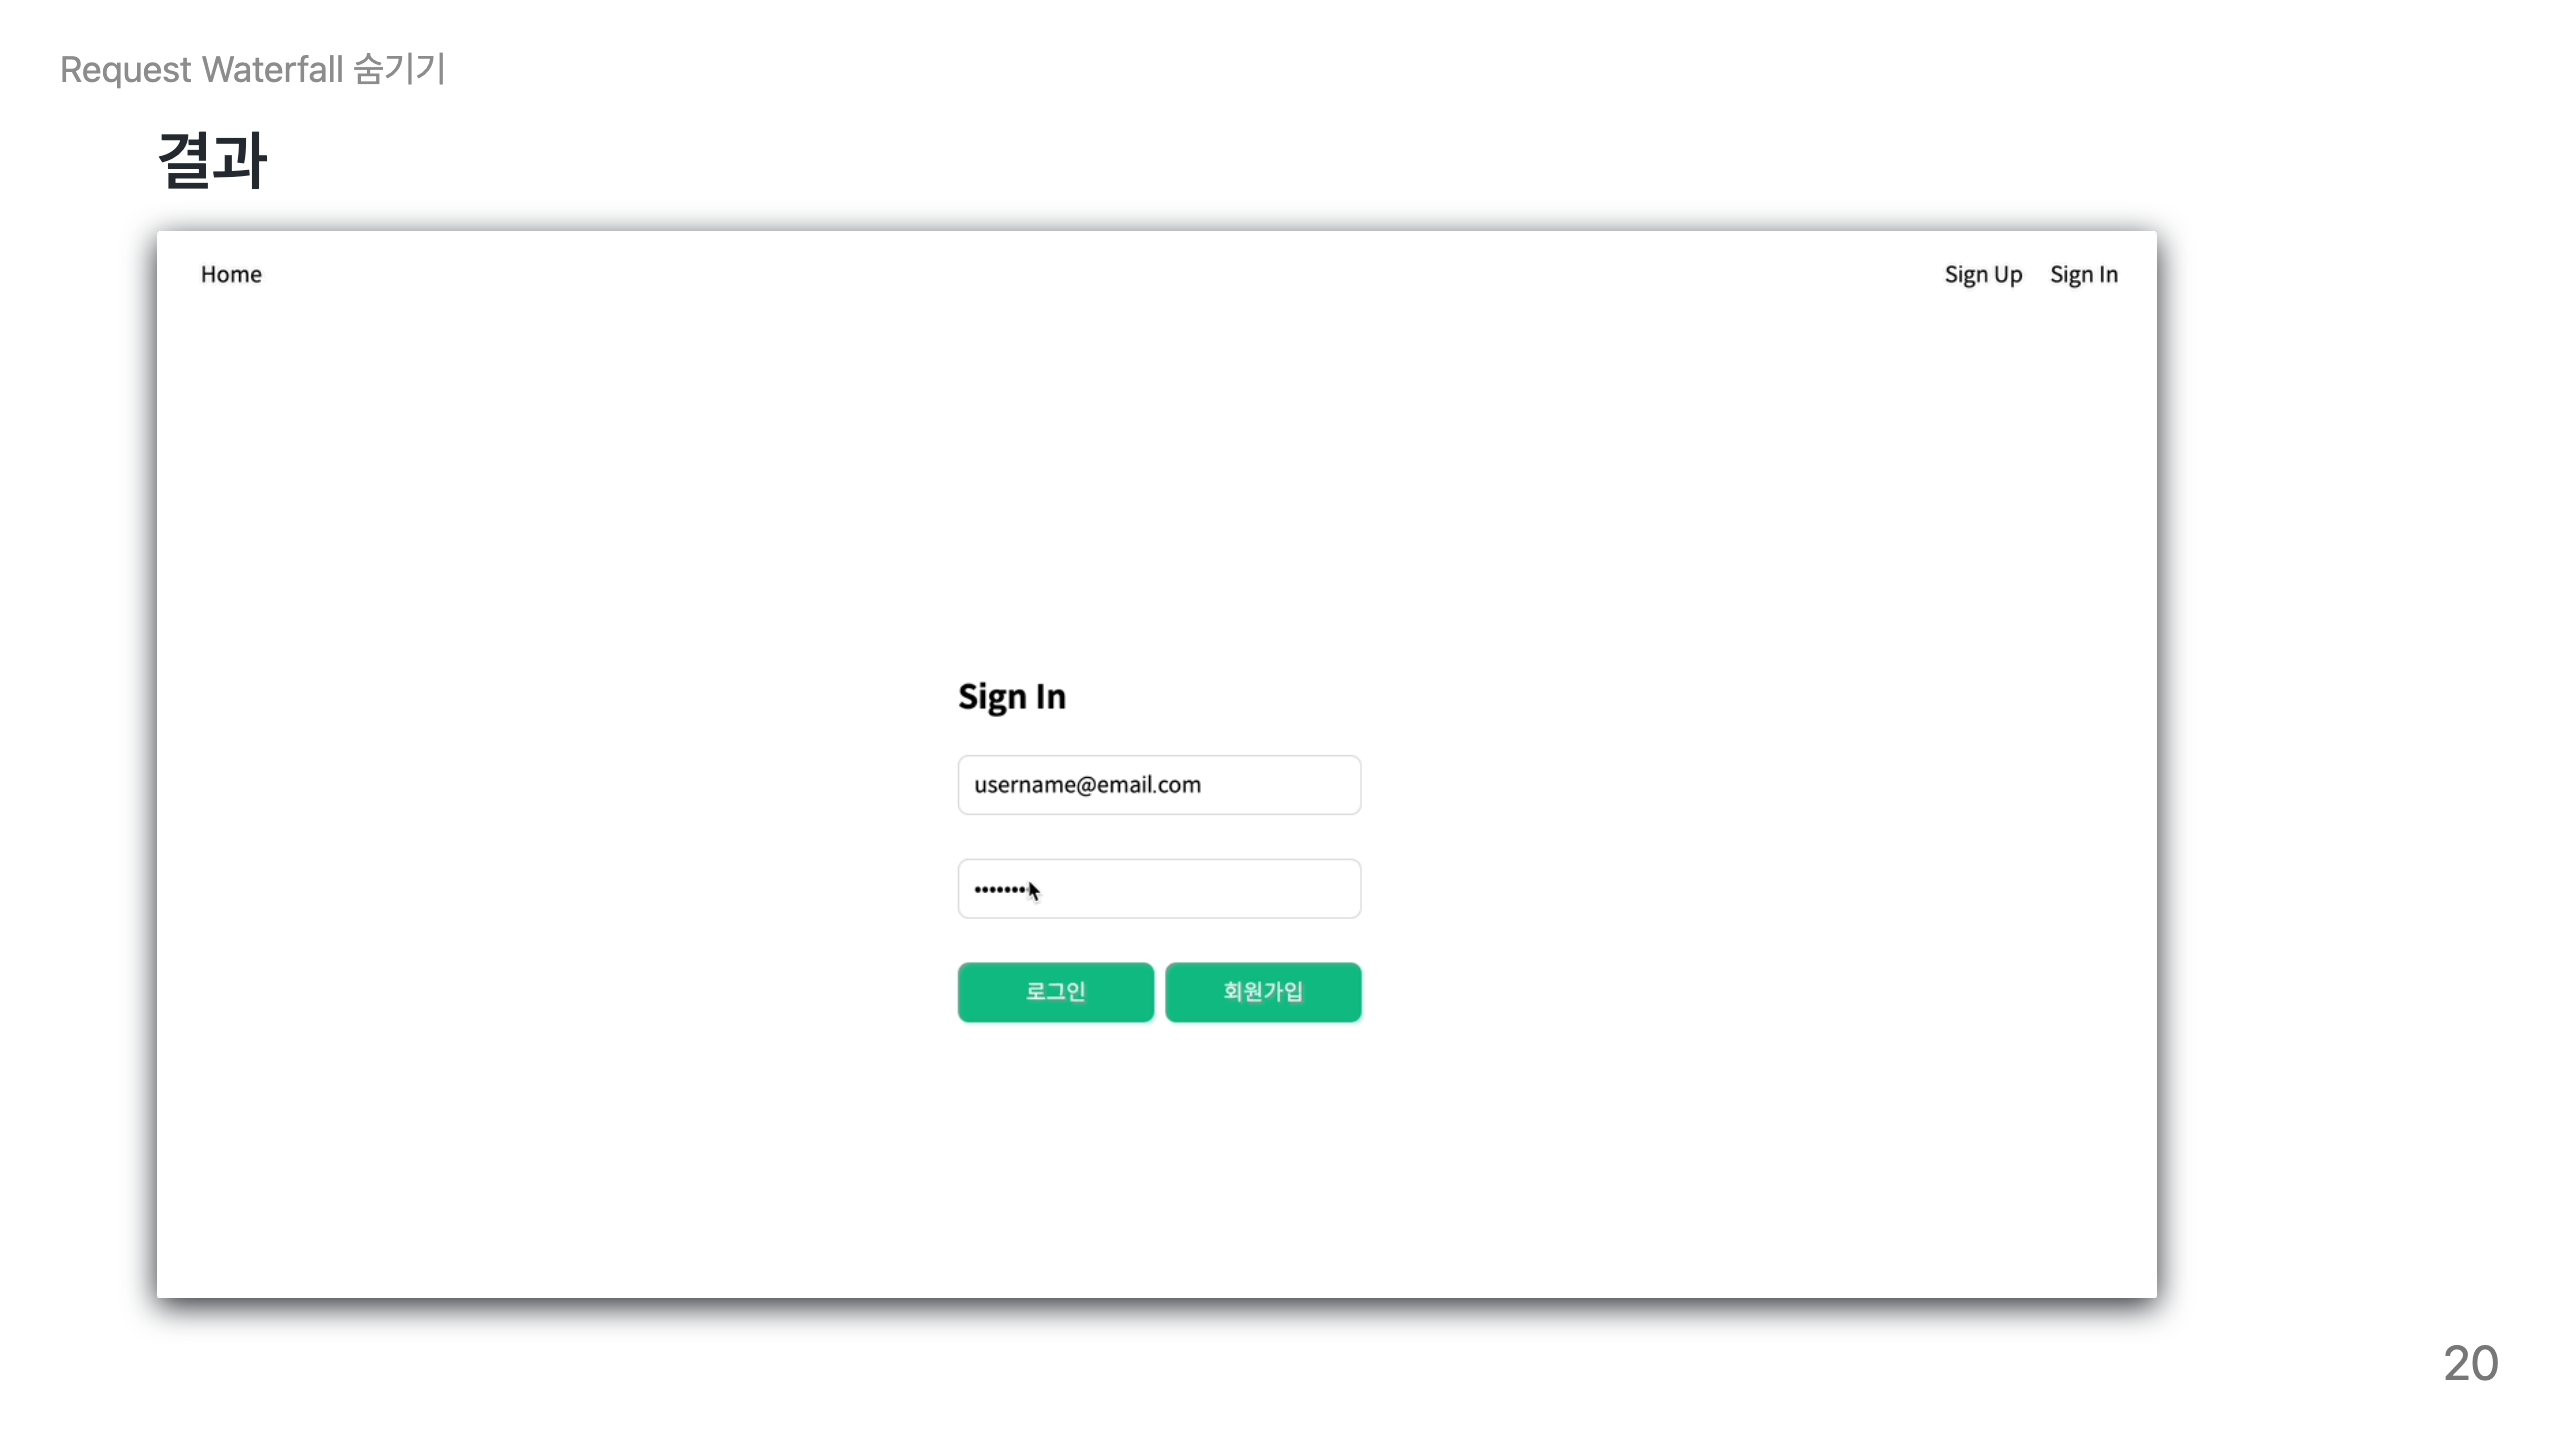 Request Waterfall 숨기기
결과
Home Sign Up Sign In
Sign In
username@email.com
로그인 회원가입
20